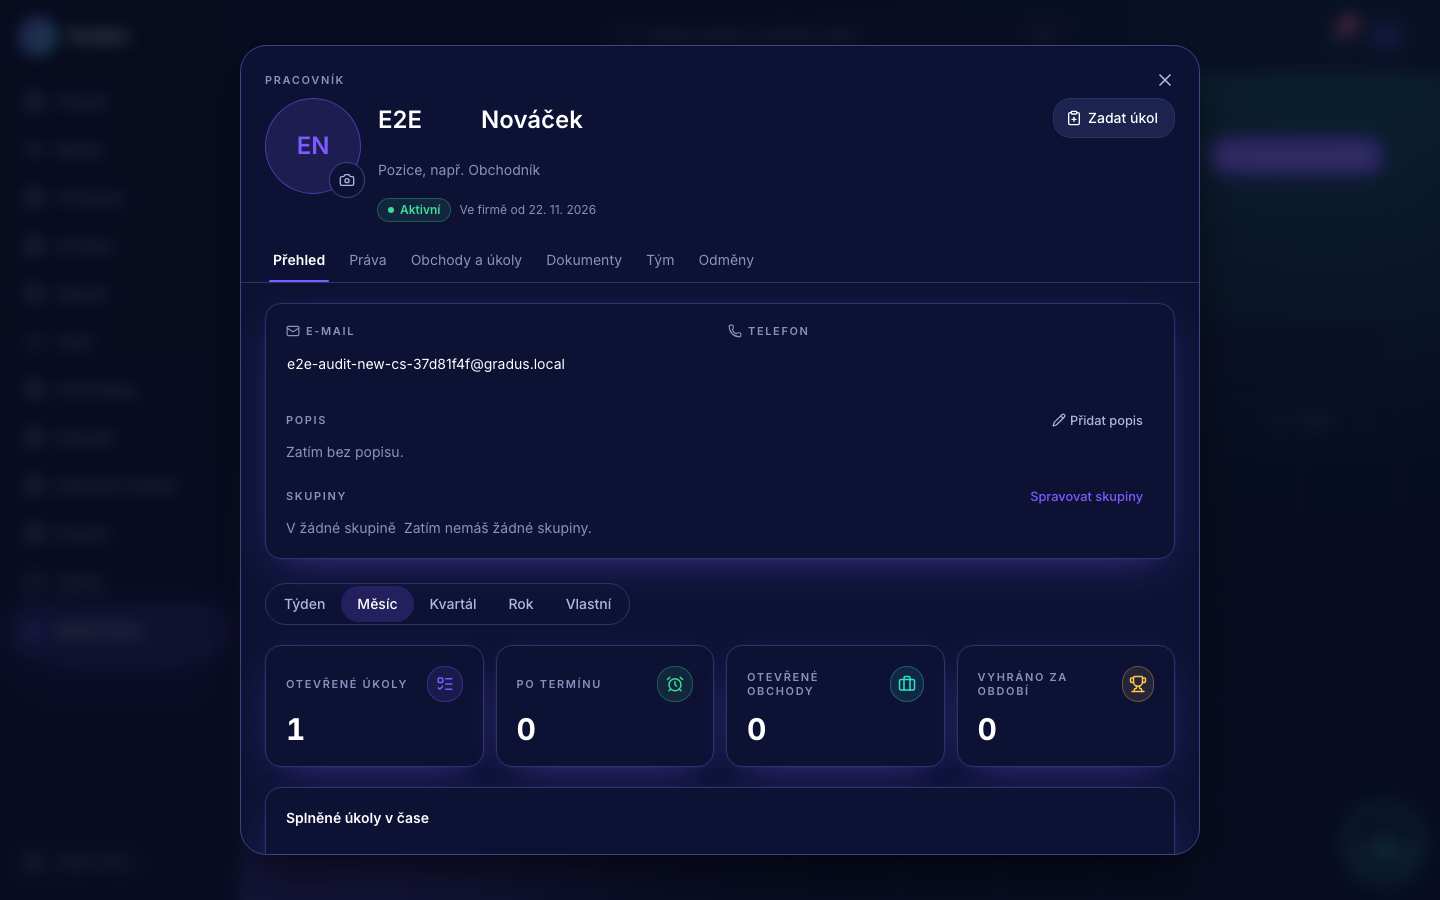 PRACOVNÍK
EN
E2E Nováček
Zadat úkol
Pozice, např. Obchodník
Aktivní Ve firmě od 22. 11. 2026
Přehled Práva Obchody a úkoly Dokumenty Tým Odměny
E-MAIL TELEFON
e2e-audit-new-cs-37d81f4f@gradus.local
POPIS Přidat popis
Zatím bez popisu.
SKUPINY Spravovat skupiny
V žádné skupině Zatím nemáš žádné skupiny.
Týden Měsíc Kvartál Rok Vlastní
OTEVŘENÉ ÚKOLY
1
PO TERMÍNU
0
OTEVŘENÉ
OBCHODY
0
VYHRÁNO ZA
OBDOBÍ
0
Splněné úkoly v čase